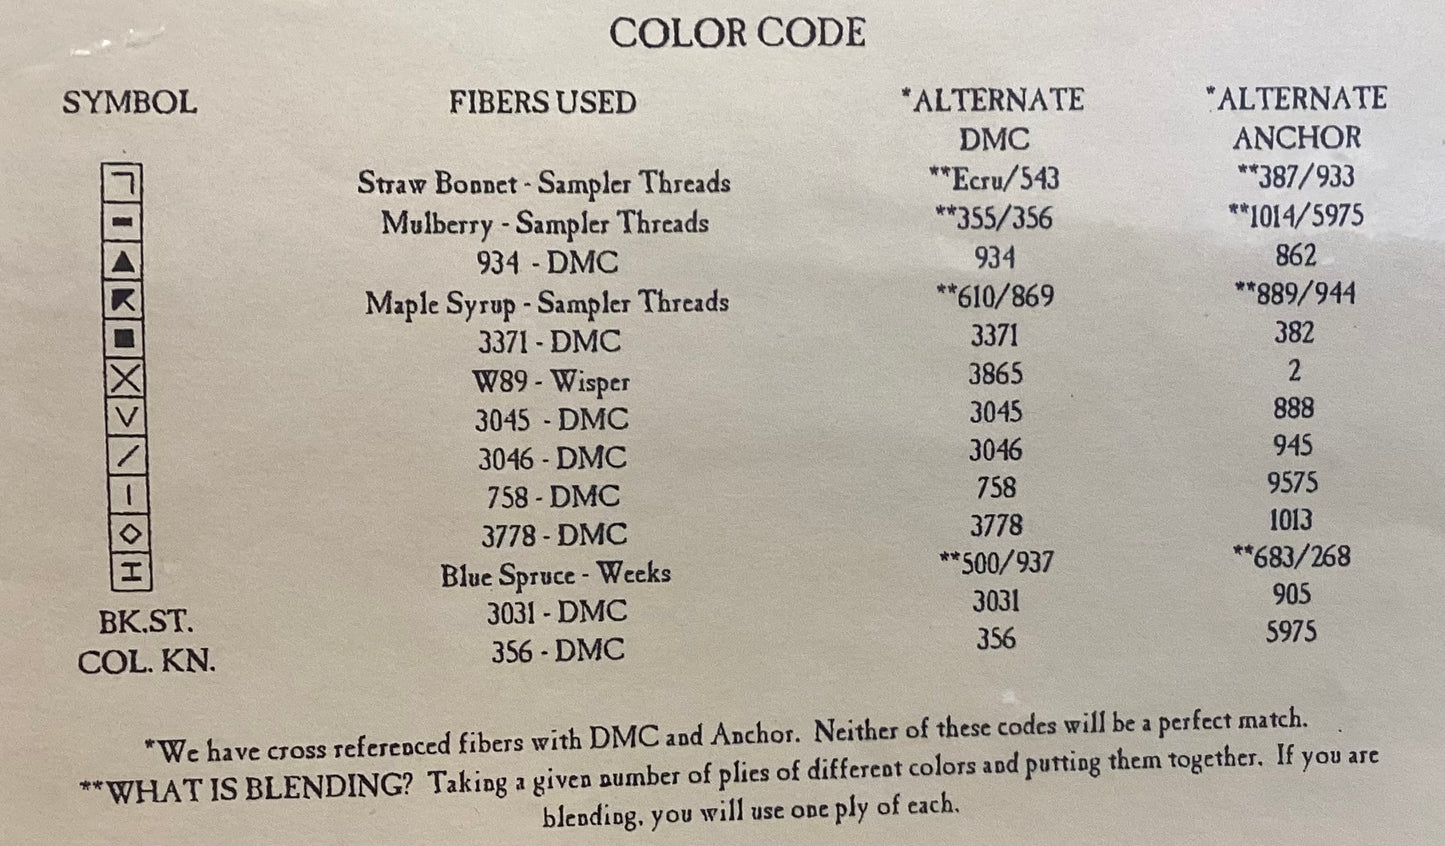 COLOR CODE
SYMBOL FIBERS USED *ALTERNATE DMC *ALTERNATE ANCHOR
Straw Bonnet - Sampler Threads **Ecru/543 **387/933
Mulberry - Sampler Threads **355/356 **1014/5975
934 - DMC 934 862
Maple Syrup - Sampler Threads **610/869 **889/944
3371 - DMC 3371 382
W89 - Wisper 3865 2
3045 - DMC 3045 888
3046 - DMC 3046 945
758 - DMC 758 9575
3778 - DMC 3778 1013
Blue Spruce - Weeks **500/937 **683/268
BK.ST. 3031 - DMC 3031 905
COL. KN. 356 - DMC 356 5975
*We have cross referenced fibers with DMC and Anchor. Neither of these codes will be a perfect match.
**WHAT IS BLENDING? Taking a given number of plies of different colors and putting them together. If you are
blending, you will use one ply of each.